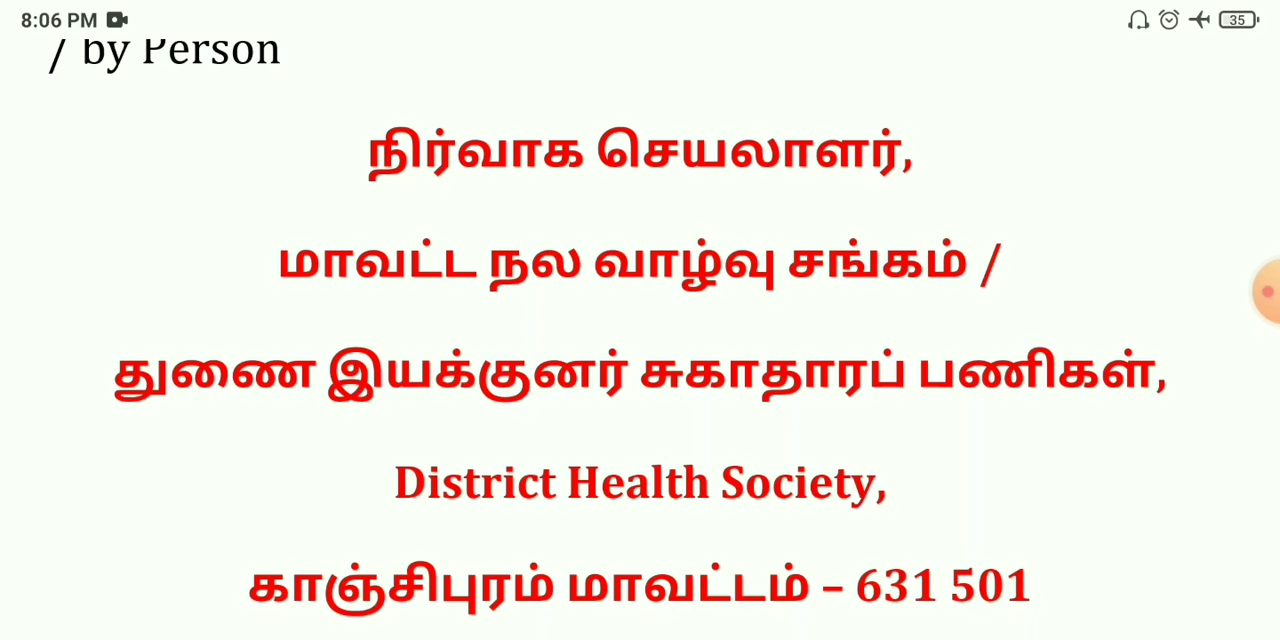 8:06 PM 35
/ by Person
நிர்வாக செயலாளர்,
மாவட்ட நல வாழ்வு சங்கம் /
துணை இயக்குனர் சுகாதாரப் பணிகள்,
District Health Society,
காஞ்சிபுரம் மாவட்டம் – 631 501